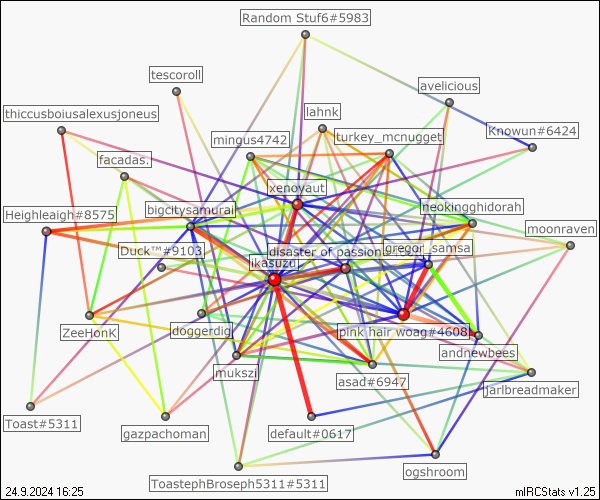 Random Stuf6#5983
tescoroll
avelicious
thiccusboiusalexusjoneus
lahnk
mingus4742
turkey_mcnugget
Knowun#6424
facadas.
xenoyaut
Heighleaigh#8575
bigcitysamurai
theokingghidorah
moonraven
Duck™#9103
disaster of passion
gregor_samsa
ikasuzu
ZeeHonK
doggerdig
pink hair woag#4608
andnewbees
mukszi
asad#6947
jarlbreadmaker
Toast#5311
gazpachoman
default#0617
ogshroom
ToastephBroseph5311#5311
24.9.2024 16:25
mIRCStats v1.25